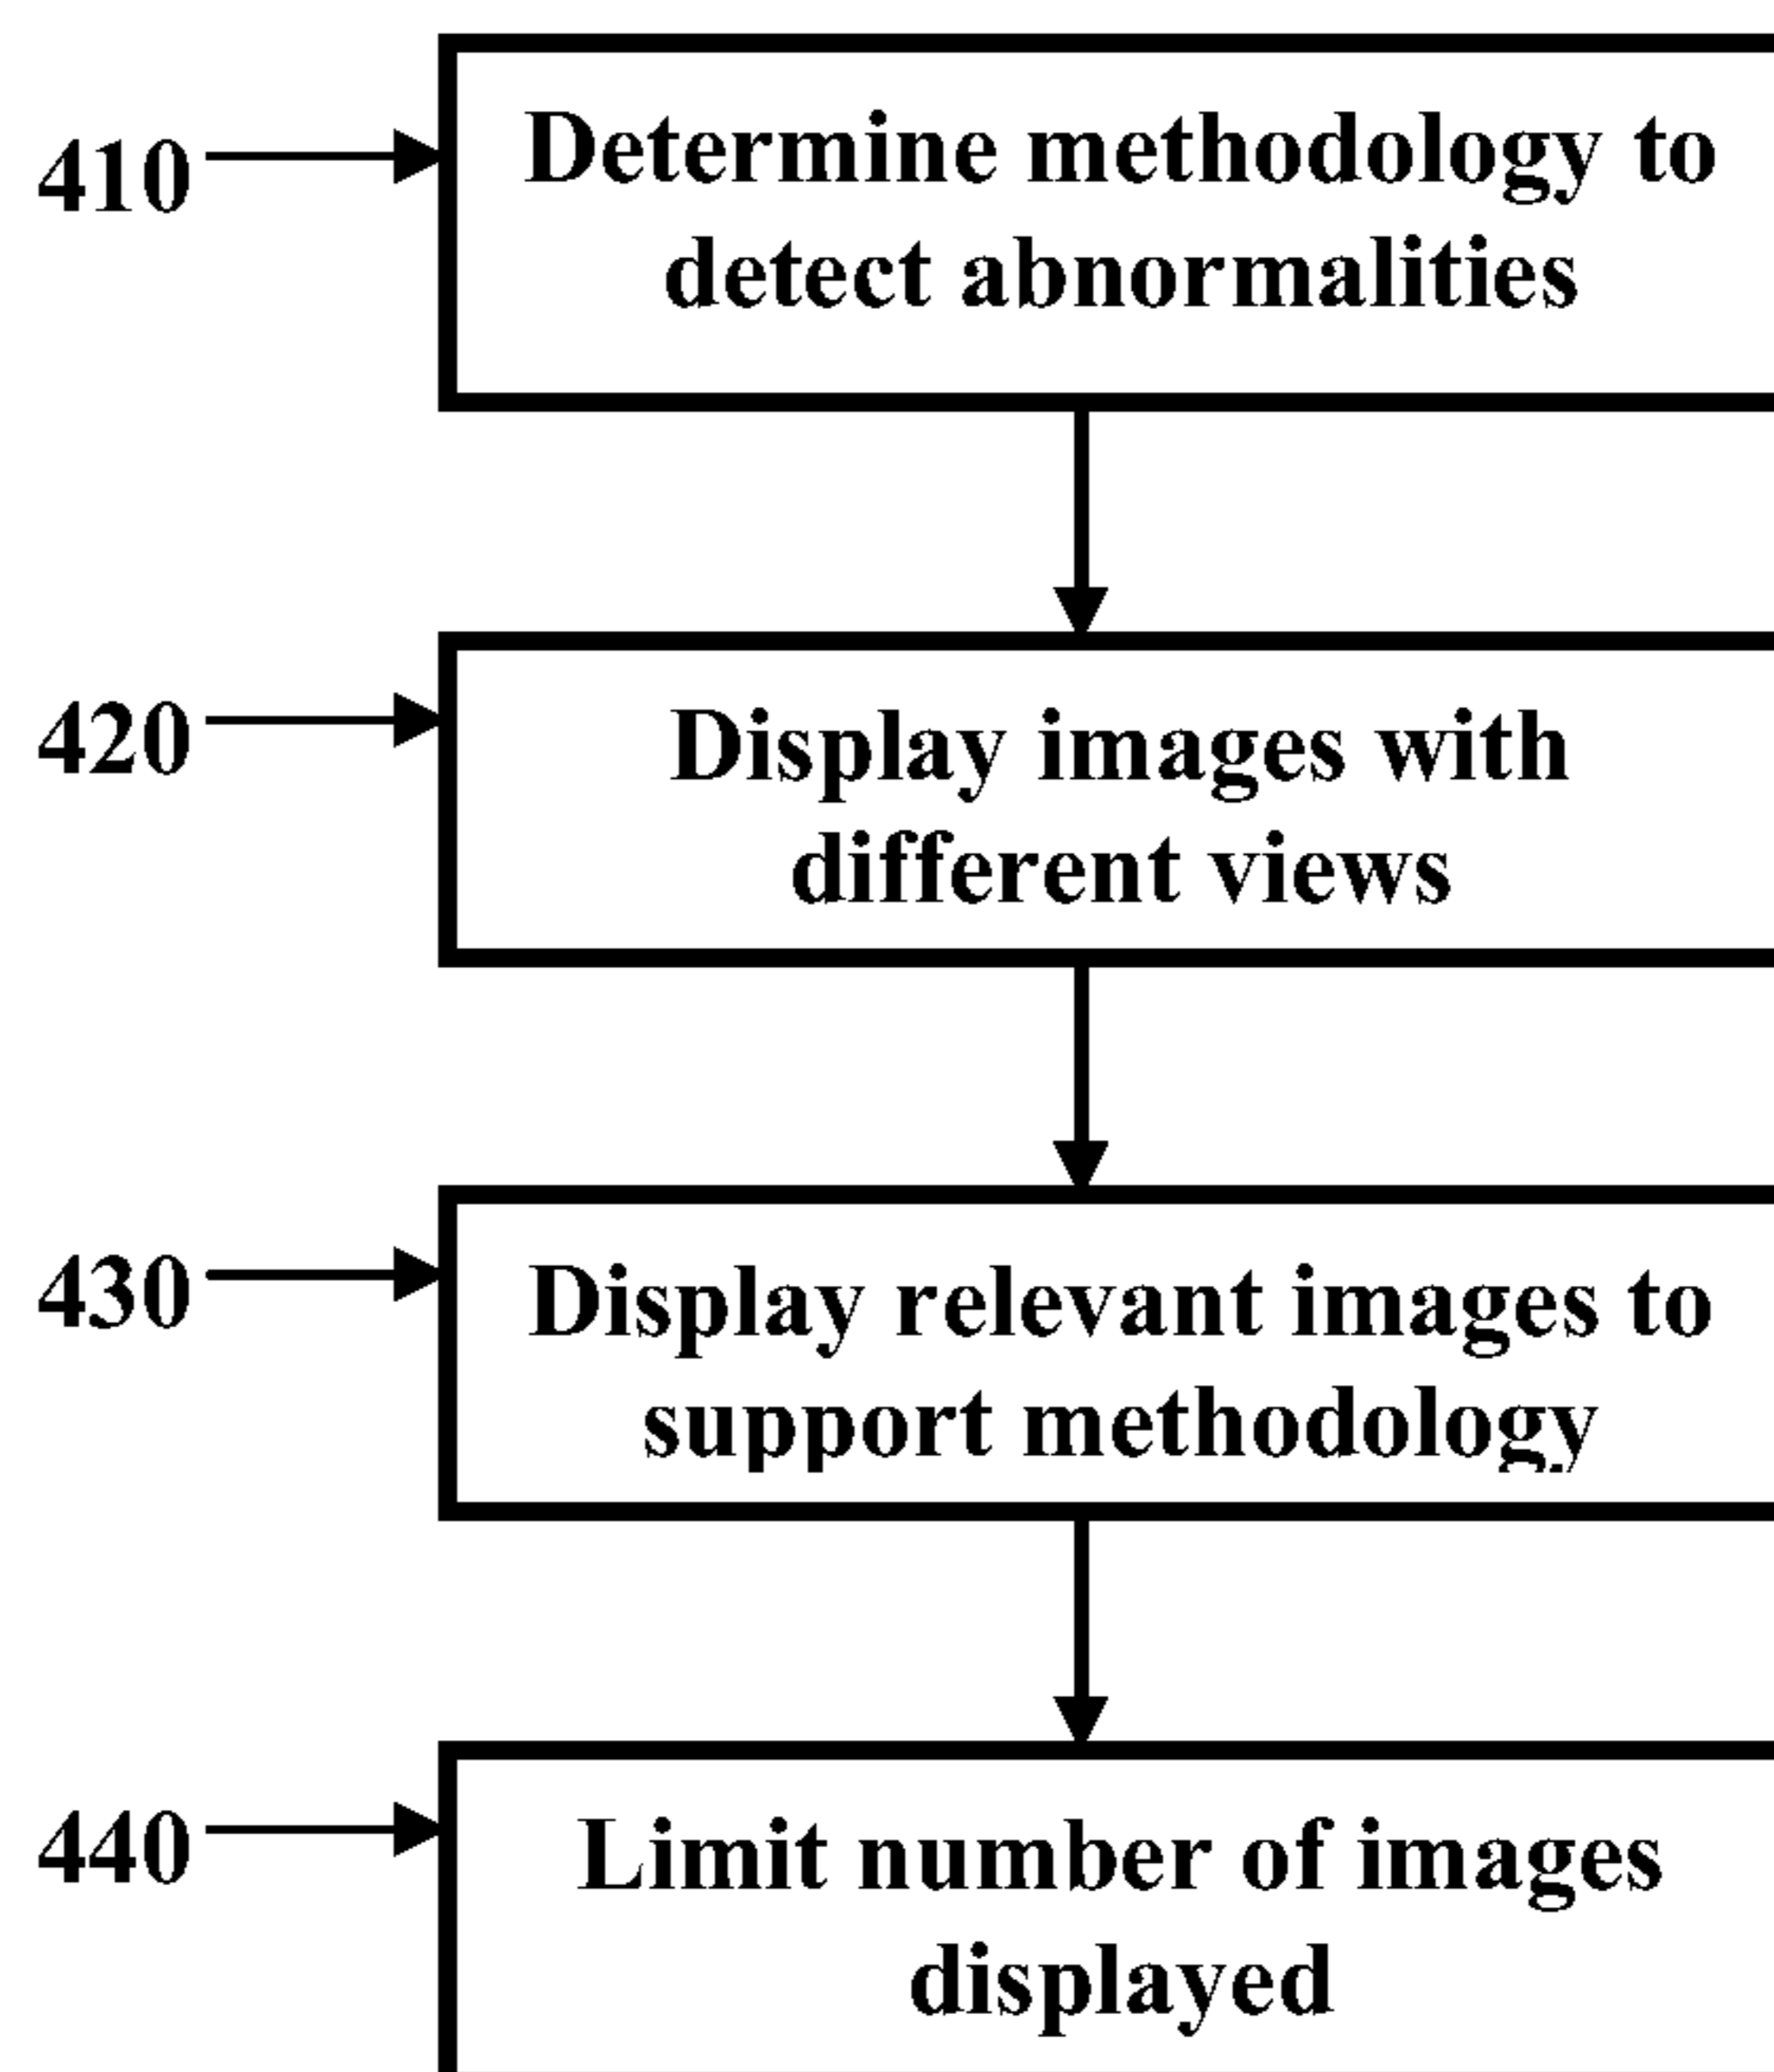 410
Determine methodology to
detect abnormalities
420
Display images with
different views
430
Display relevant images to
support methodology
440
Limit number of images
displayed